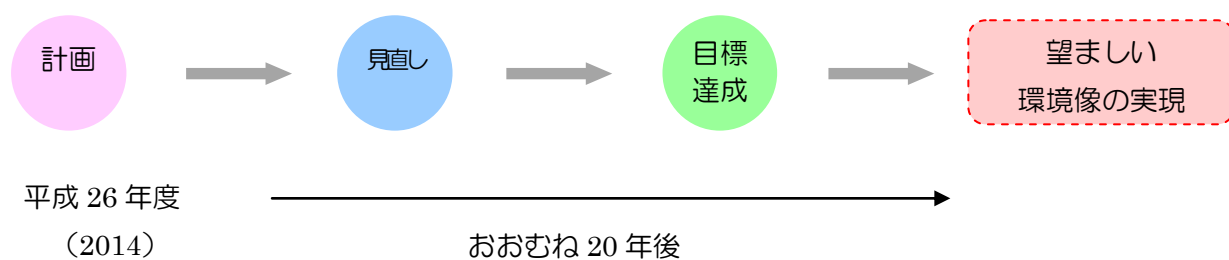 計画
見直し
目標
達成
望ましい
環境像の実現
平成 26 年度
（2014）
おおむね 20 年後